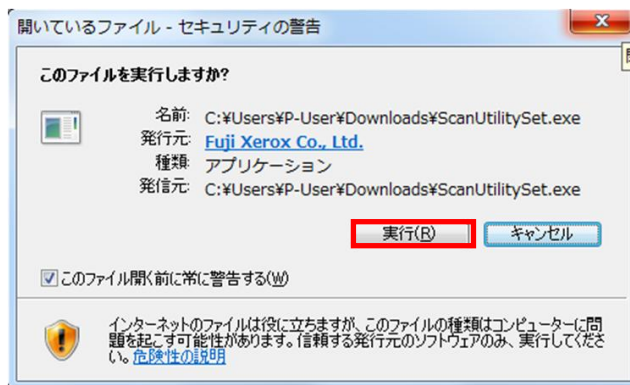 開いているファイル - セキュリティの警告
このファイルを実行しますか?
名前: C:¥Users¥P-User¥Downloads¥ScanUtilitySet.exe
発行元: Fuji Xerox Co., Ltd.
種類: アプリケーション
発信元: C:¥Users¥P-User¥Downloads¥ScanUtilitySet.exe
実行(R) キャンセル
このファイル開く前に常に警告する(W)
インターネットのファイルは役に立ちますが、このファイルの種類はコンピューターに問
題を起こす可能性があります。信頼する発行元のソフトウェアのみ、実行してくださ
い。危険性の説明